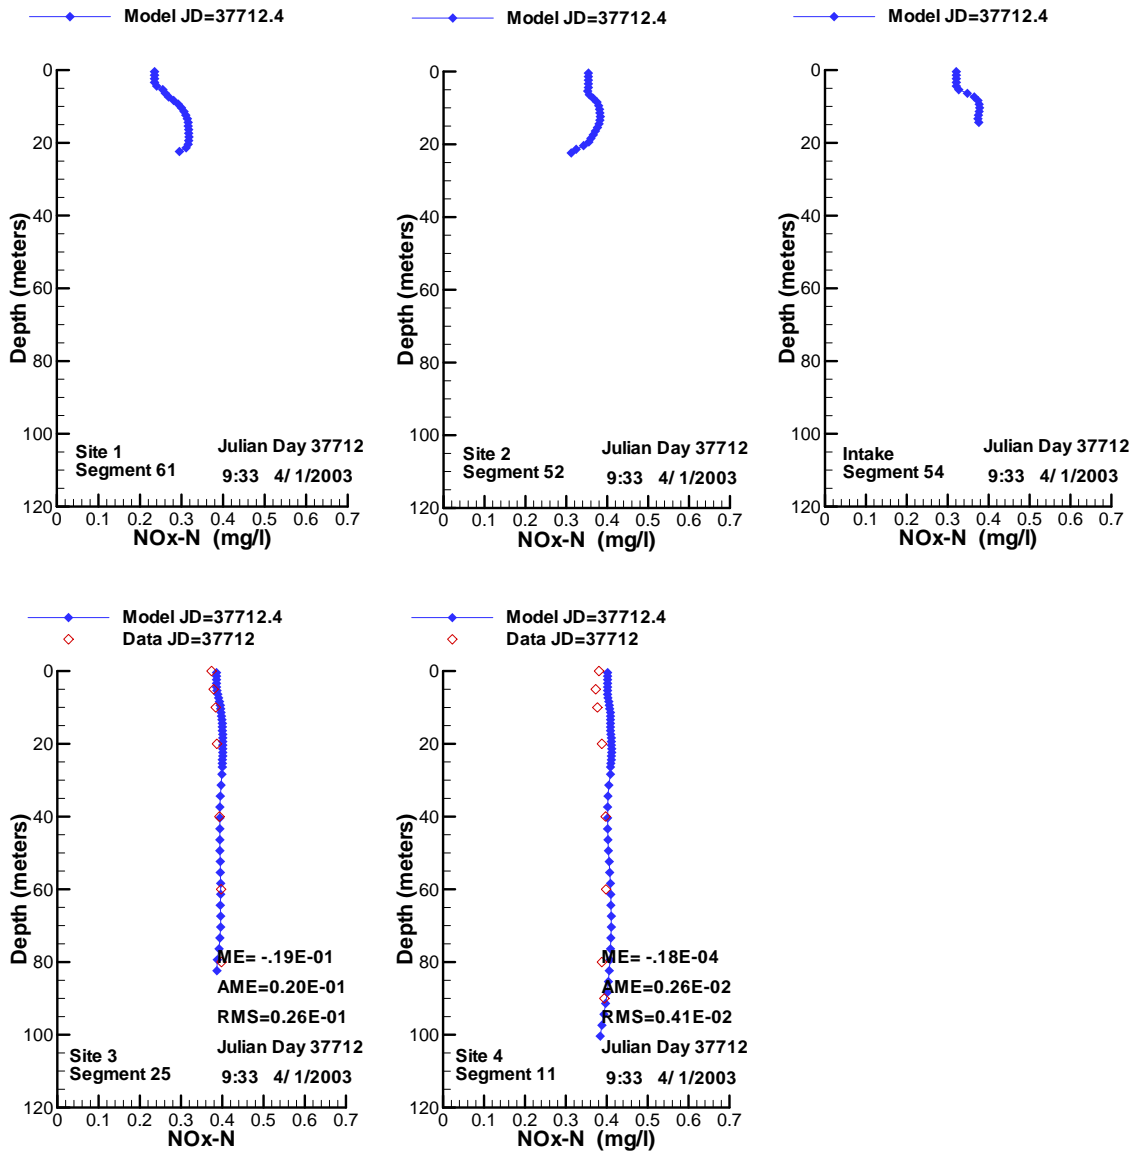 Model JD=37712.4
0
20
40
60
80
100
120
Depth (meters)
Site 1
Segment 61
Julian Day 37712
9:33 4/ 1/2003
0 0.1 0.2 0.3 0.4 0.5 0.6 0.7
NOx-N (mg/l)
Model JD=37712.4
0
20
40
60
80
100
120
Depth (meters)
Site 2
Segment 52
Julian Day 37712
9:33 4/ 1/2003
0 0.1 0.2 0.3 0.4 0.5 0.6 0.7
NOx-N (mg/l)
Model JD=37712.4
0
20
40
60
80
100
120
Depth (meters)
Intake
Segment 54
Julian Day 37712
9:33 4/ 1/2003
0 0.1 0.2 0.3 0.4 0.5 0.6 0.7
NOx-N (mg/l)
Model JD=37712.4
Data JD=37712
0
20
40
60
80
100
120
Depth (meters)
ME= -.19E-01
AME=0.20E-01
RMS=0.26E-01
Site 3
Segment 25
Julian Day 37712
9:33 4/ 1/2003
0 0.1 0.2 0.3 0.4 0.5 0.6 0.7
NOx-N
Model JD=37712.4
Data JD=37712
0
20
40
60
80
100
120
Depth (meters)
ME= -.18E-04
AME=0.26E-02
RMS=0.41E-02
Site 4
Segment 11
Julian Day 37712
9:33 4/ 1/2003
0 0.1 0.2 0.3 0.4 0.5 0.6 0.7
NOx-N (mg/l)